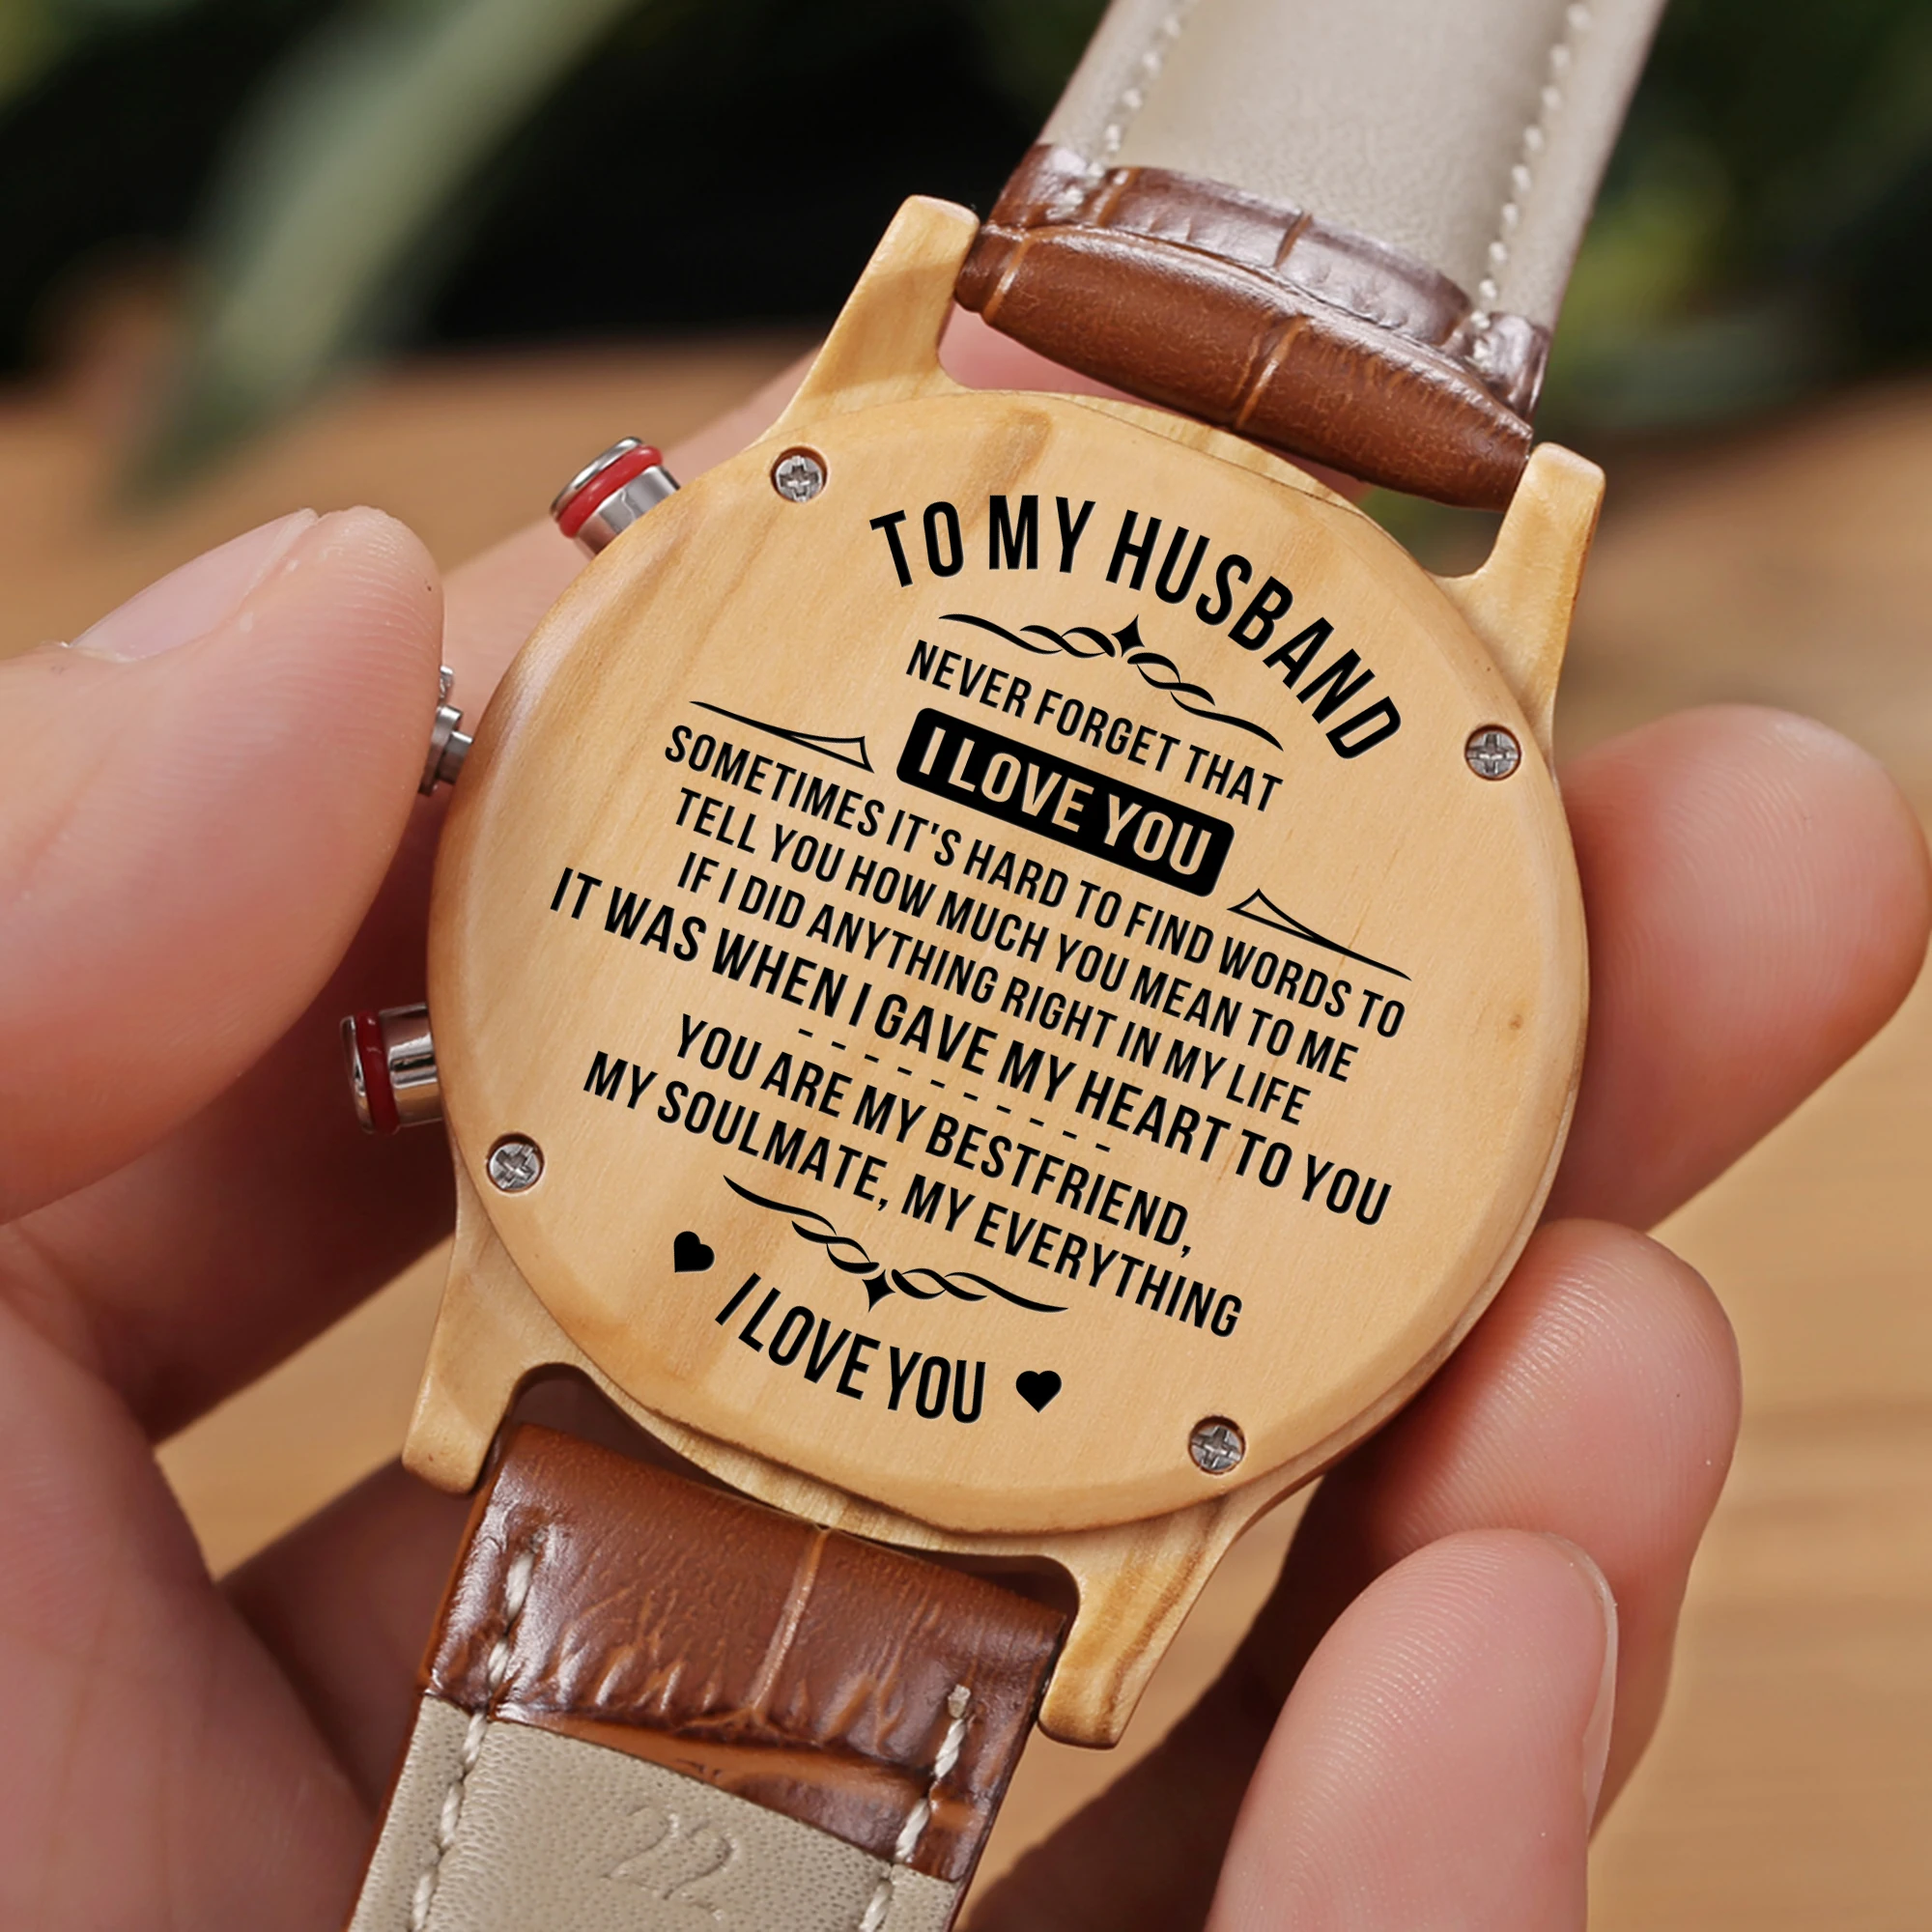 TO MY HUSBAND
NEVER FORGET THAT
I LOVE YOU
SOMETIMES IT'S HARD TO FIND WORDS TO
TELL YOU HOW MUCH YOU MEAN TO ME
IF I DID ANYTHING RIGHT IN MY LIFE
IT WAS WHEN I GAVE MY HEART TO YOU
YOU ARE MY BESTFRIEND,
MY SOULMATE, MY EVERYTHING
I LOVE YOU
22